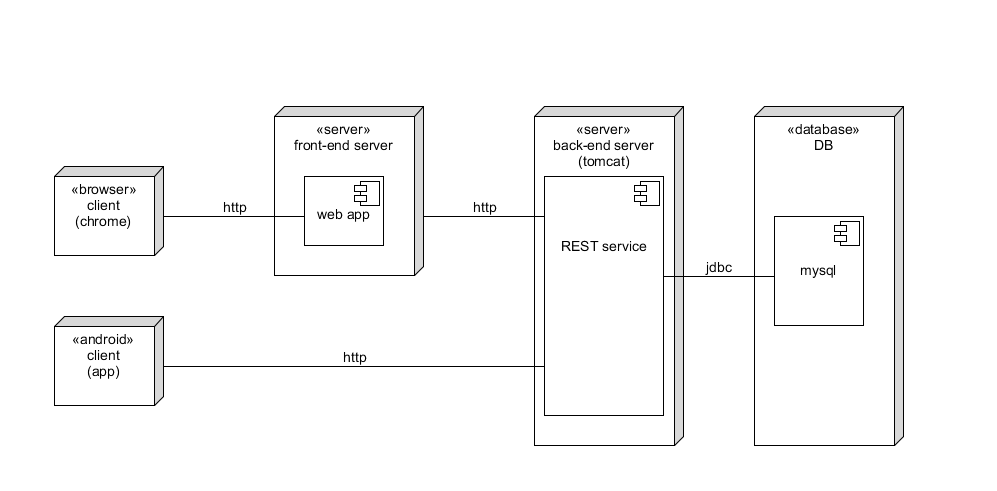 «browser»
client
(chrome)
http
«server»
front-end server
web app
http
«server»
back-end server
(tomcat)
REST service
jdbc
«database»
DB
mysql
«android»
client
(app)
http